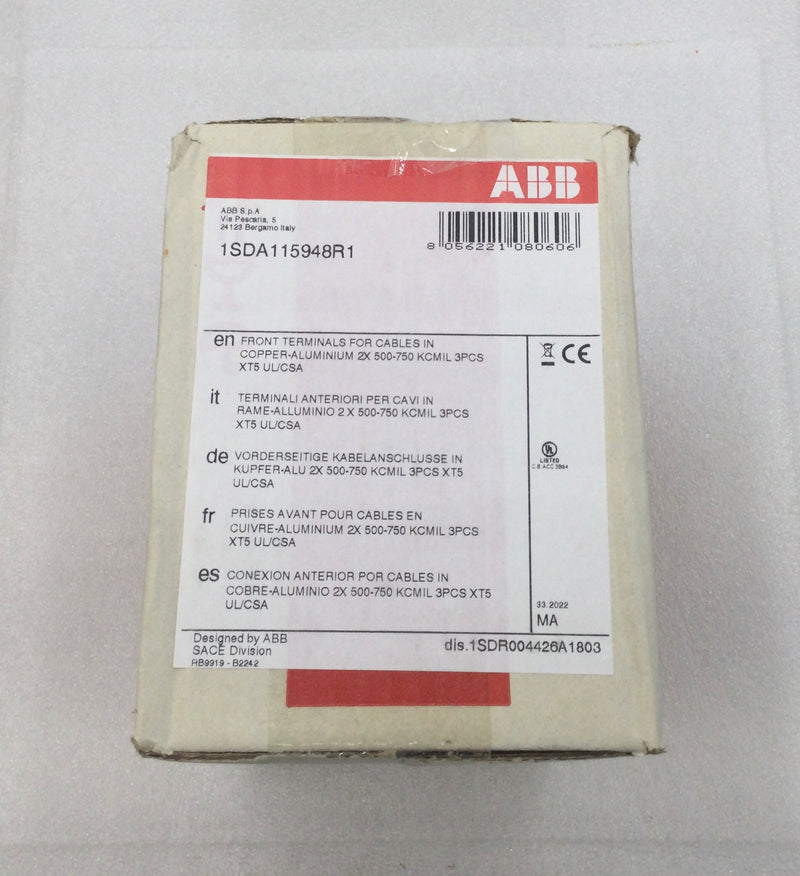 ABB
ABB S.p.A
Via Pescaria, 5
24123 Bergamo Italy
1SDA115948R1
8 056221 080606
en FRONT TERMINALS FOR CABLES IN
COPPER-ALUMINIUM 2X 500-750 KCMIL 3PCS
XT5 UL/CSA
it TERMINALI ANTERIORI PER CAVI IN
RAME-ALLUMINIO 2 X 500-750 KCMIL 3PCS
XT5 UL/CSA
de VORDERSEITIGE KABELANSCHLUSSE IN
KUPFER-ALU 2X 500-750 KCMIL 3PCS XT5
UL/CSA
fr PRISES AVANT POUR CABLES EN
CUIVRE-ALUMINIUM 2X 500-750 KCMIL 3PCS
XT5 UL/CSA
es CONEXION ANTERIOR POR CABLES IN
COBRE-ALUMINIO 2X 500-750 KCMIL 3PCS XT5
UL/CSA
CE
UL
LISTED
C.B.ACC 3B64
33.2022
MA
Designed by ABB
SACE Division
RB9919 - B2242
dis.1SDR004426A1803